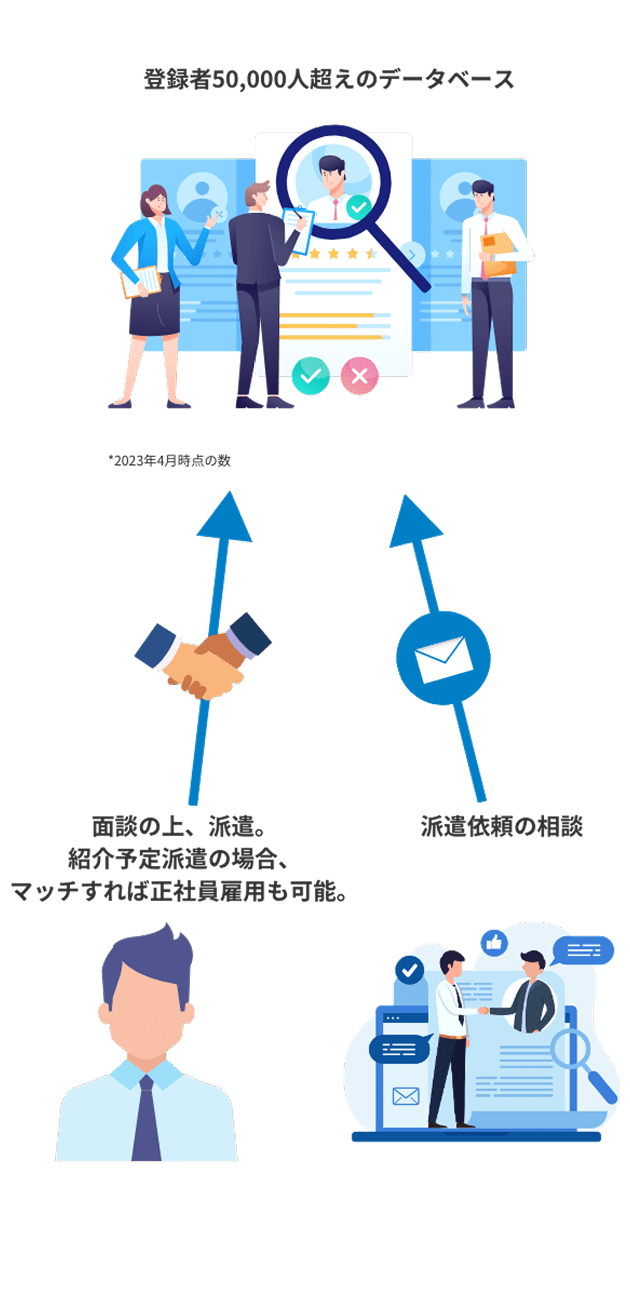 登録者50,000人超えのデータベース
*2023年4月時点の数
面談の上、派遣。
紹介予定派遣の場合、
マッチすれば正社員雇用も可能。
派遣依頼の相談